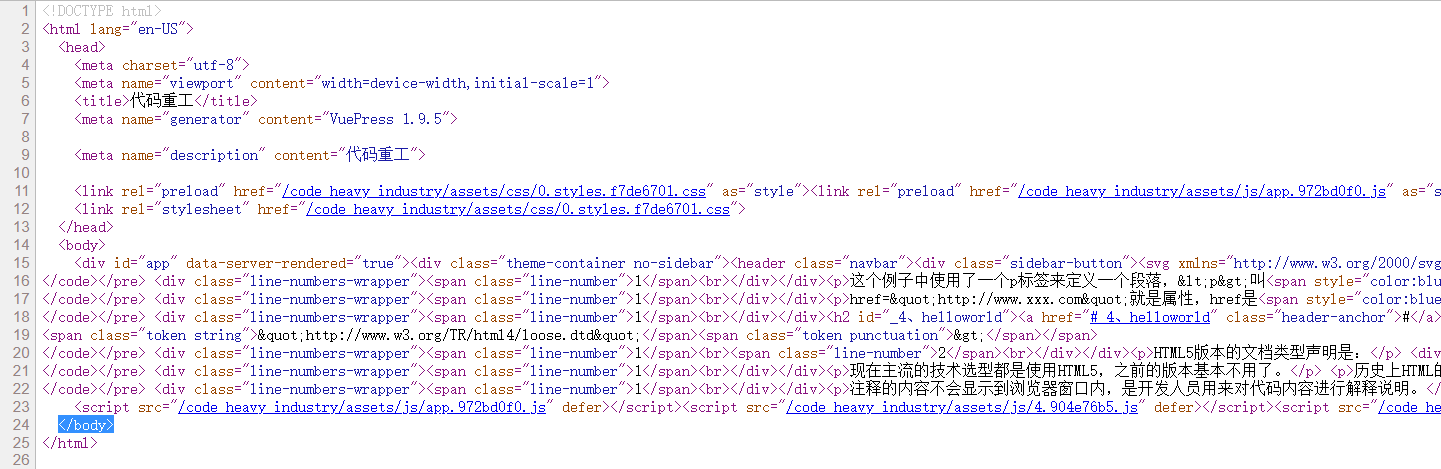 1 <!DOCTYPE html>
2 <html lang="en-US">
3 <head>
4 <meta charset="utf-8">
5 <meta name="viewport" content="width=device-width,initial-scale=1">
6 <title>代码重工</title>
7 <meta name="generator" content="VuePress 1.9.5">
8
9 <meta name="description" content="代码重工">
10
11 <link rel="preload" href="/code_heavy_industry/assets/css/0.styles.f7de6701.css" as="style"><link rel="preload" href="/code_heavy_industry/assets/js/app.972bd0f0.js" as="s
12 <link rel="stylesheet" href="/code_heavy_industry/assets/css/0.styles.f7de6701.css">
13 </head>
14 <body>
15 <div id="app" data-server-rendered="true"><div class="theme-container no-sidebar"><header class="navbar"><div class="sidebar-button"><svg xmlns="http://www.w3.org/2000/svg
16 </code></pre> <div class="line-numbers-wrapper"><span class="line-number">1</span><br></div></div><p>这个例子中使用了一个p标签来定义一个段落，&lt;p&gt;叫<span style="color:blu
17 </code></pre> <div class="line-numbers-wrapper"><span class="line-number">1</span><br></div></div><p>href=&quot;http://www.xxx.com&quot;就是属性，href是<span style="color:blue
18 </code></pre> <div class="line-numbers-wrapper"><span class="line-number">1</span><br></div></div><h2 id="_4、helloworld"><a href="#_4、helloworld" class="header-anchor">#</a>
19 <span class="token string">&quot;http://www.w3.org/TR/html4/loose.dtd&quot;</span><span class="token punctuation">&gt;</span></span>
20 </code></pre> <div class="line-numbers-wrapper"><span class="line-number">1</span><br><span class="line-number">2</span><br></div></div><p>HTML5版本的文档类型声明是：</p> <div
21 </code></pre> <div class="line-numbers-wrapper"><span class="line-number">1</span><br></div></div><p>现在主流的技术选型都是使用HTML5，之前的版本基本不用了。</p> <p>历史上HTML的
22 </code></pre> <div class="line-numbers-wrapper"><span class="line-number">1</span><br></div></div><p>注释的内容不会显示到浏览器窗口内，是开发人员用来对代码内容进行解释说明。</
23 <script src="/code_heavy_industry/assets/js/app.972bd0f0.js" defer></script><script src="/code_heavy_industry/assets/js/4.904e76b5.js" defer></script><script src="/code_he
24 </body>
25 </html>
26